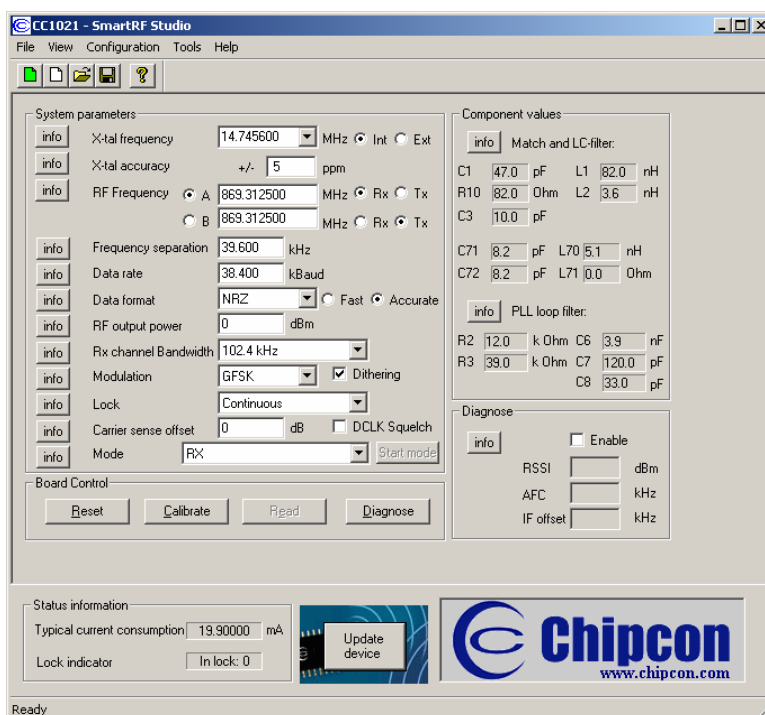 CC1021 - SmartRF Studio
File View Configuration Tools Help
System parameters
info X-tal frequency 14.745600 MHz Int Ext
info X-tal accuracy +/- 5 ppm
info RF Frequency A 869.312500 MHz Rx Tx
B 869.312500 MHz Rx Tx
info Frequency separation 39.600 kHz
info Data rate 38.400 kBaud
info Data format NRZ Fast Accurate
info RF output power 0 dBm
info Rx channel Bandwidth 102.4 kHz
info Modulation GFSK Dithering
info Lock Continuous
info Carrier sense offset 0 dB DCLK Squelch
info Mode RX Start mode
Board Control
Reset Calibrate Read Diagnose
Component values
info Match and LC-filter:
C1 47.0 pF L1 82.0 nH
R10 82.0 Ohm L2 3.6 nH
C3 10.0 pF
C71 8.2 pF L70 5.1 nH
C72 8.2 pF L71 0.0 Ohm
info PLL loop filter:
R2 12.0 k Ohm C6 3.9 nF
R3 39.0 k Ohm C7 120.0 pF
C8 33.0 pF
Diagnose
info Enable
RSSI dBm
AFC kHz
IF offset kHz
Status information
Typical current consumption 19.90000 mA
Lock indicator In lock: 0
Update
device
Chipcon
www.chipcon.com
Ready